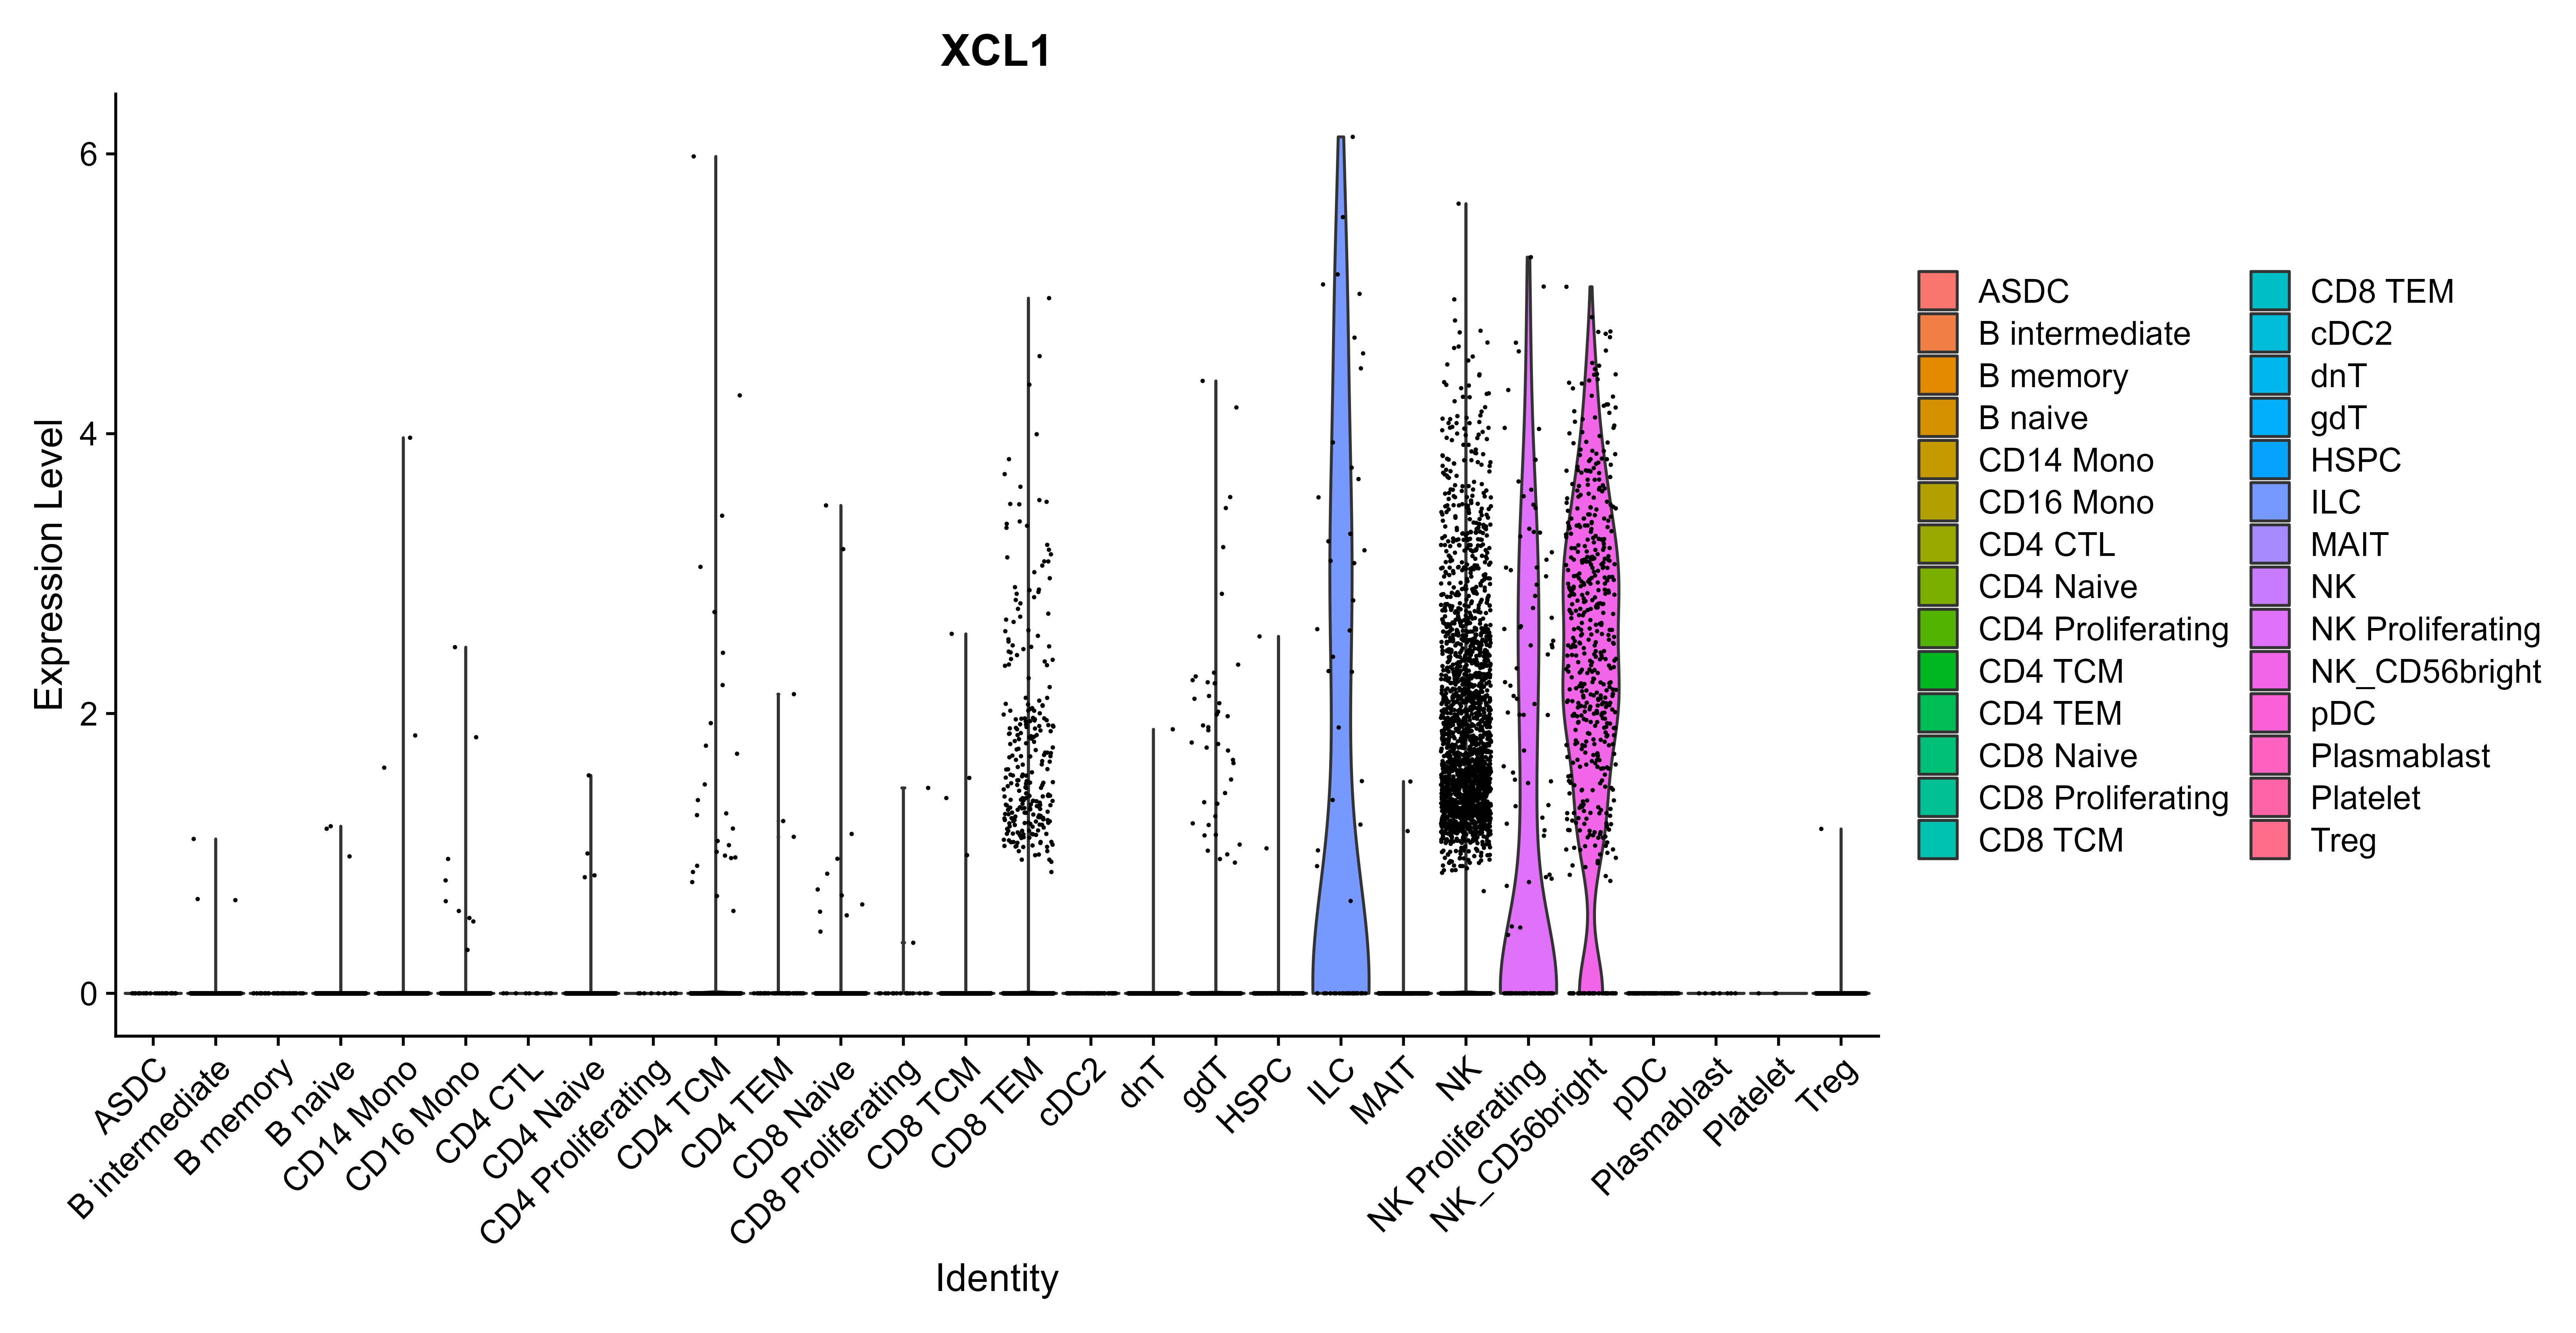 XCL1
Expression Level
6
4
2
0
ASDC
B intermediate
B memory
B naive
CD14 Mono
CD16 Mono
CD4 CTL
CD4 Naive
CD4 Proliferating
CD4 TCM
CD4 TEM
CD8 Naive
CD8 Proliferating
CD8 TCM
CD8 TEM
cDC2
dnT
gdT
HSPC
ILC
MAIT
NK
NK Proliferating
NK_CD56bright
pDC
Plasmablast
Platelet
Treg
Identity
ASDC
B intermediate
B memory
B naive
CD14 Mono
CD16 Mono
CD4 CTL
CD4 Naive
CD4 Proliferating
CD4 TCM
CD4 TEM
CD8 Naive
CD8 Proliferating
CD8 TCM
CD8 TEM
cDC2
dnT
gdT
HSPC
ILC
MAIT
NK
NK Proliferating
NK_CD56bright
pDC
Plasmablast
Platelet
Treg